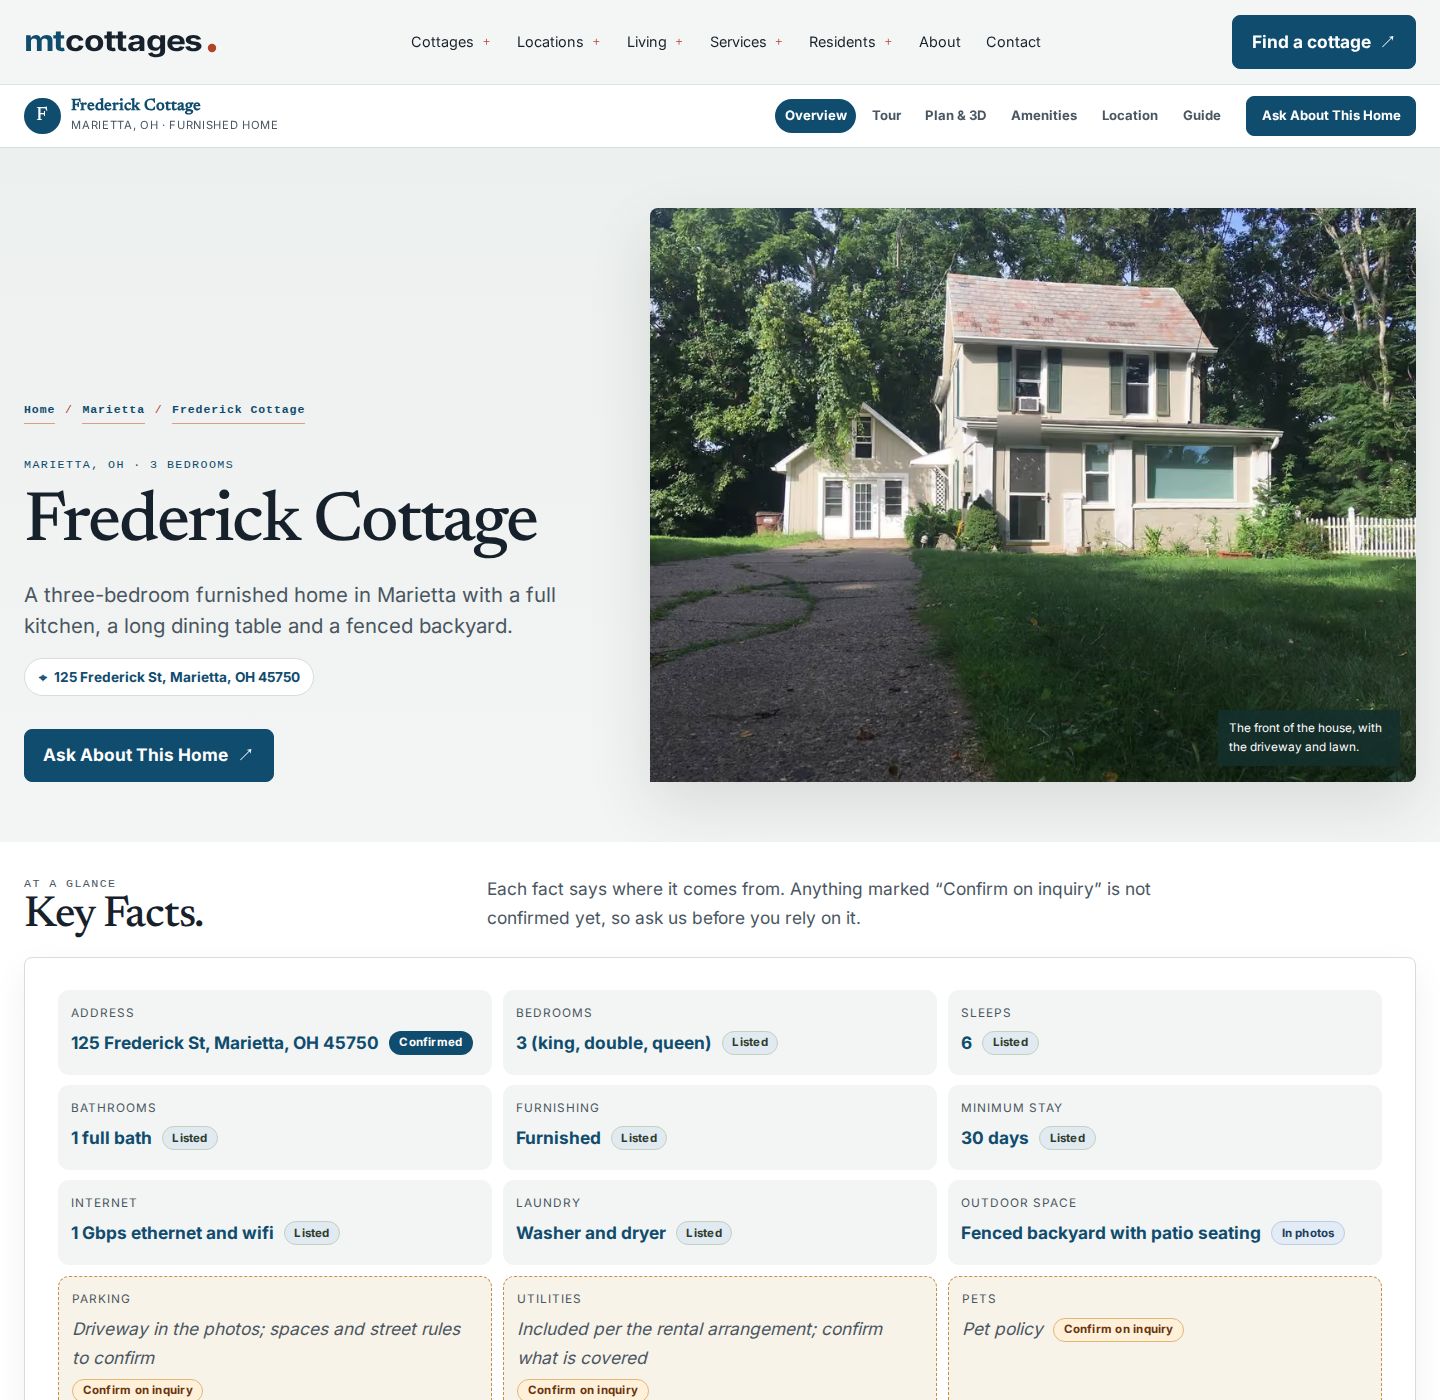 mtcottages.
Cottages +
Locations +
Living +
Services +
Residents +
About
Contact
Find a cottage ↗
F
Frederick Cottage
MARIETTA, OH · FURNISHED HOME
Overview
Tour
Plan & 3D
Amenities
Location
Guide
Ask About This Home
Home / Marietta / Frederick Cottage
MARIETTA, OH · 3 BEDROOMS
Frederick Cottage
A three-bedroom furnished home in Marietta with a full
kitchen, a long dining table and a fenced backyard.
⌖ 125 Frederick St, Marietta, OH 45750
Ask About This Home ↗
The front of the house, with
the driveway and lawn.
AT A GLANCE
Key Facts.
Each fact says where it comes from. Anything marked “Confirm on inquiry” is not
confirmed yet, so ask us before you rely on it.
ADDRESS
125 Frederick St, Marietta, OH 45750 Confirmed
BEDROOMS
3 (king, double, queen) Listed
SLEEPS
6 Listed
BATHROOMS
1 full bath Listed
FURNISHING
Furnished Listed
MINIMUM STAY
30 days Listed
INTERNET
1 Gbps ethernet and wifi Listed
LAUNDRY
Washer and dryer Listed
OUTDOOR SPACE
Fenced backyard with patio seating In photos
PARKING
Driveway in the photos; spaces and street rules
to confirm
Confirm on inquiry
UTILITIES
Included per the rental arrangement; confirm
what is covered
Confirm on inquiry
PETS
Pet policy Confirm on inquiry